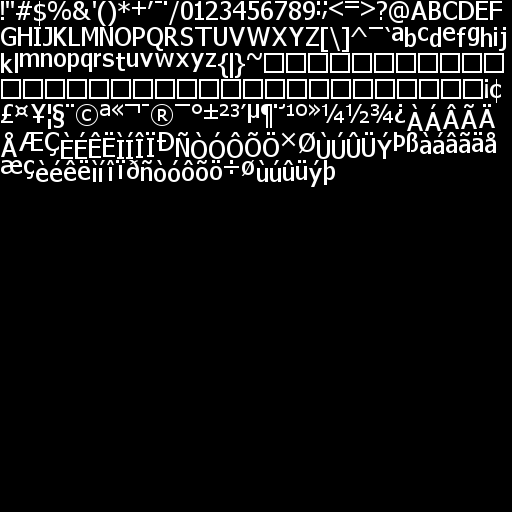 !"#$%&'()*+,-./0123456789:;<=>?@ABCDEF
GHIJKLMNOPQRSTUVWXYZ[\]^_`abcdefghij
klmnopqrstuvwxyz{|}~□□□□□□□□□□□
□□□□□□□□□□□□□□□□□□□□□□¡¢
£¤¥¦§¨©ª«¬-®¯°±²³´µ¶·¸¹º»¼½¾¿ÀÁÂÃÄ
ÅÆÇÈÉÊËÌÍÎÏÐÑÒÓÔÕÖ×ØÙÚÛÜÝÞßàáâãäå
æçèéêëìíîïðñòóôõö÷øùúûüýþ